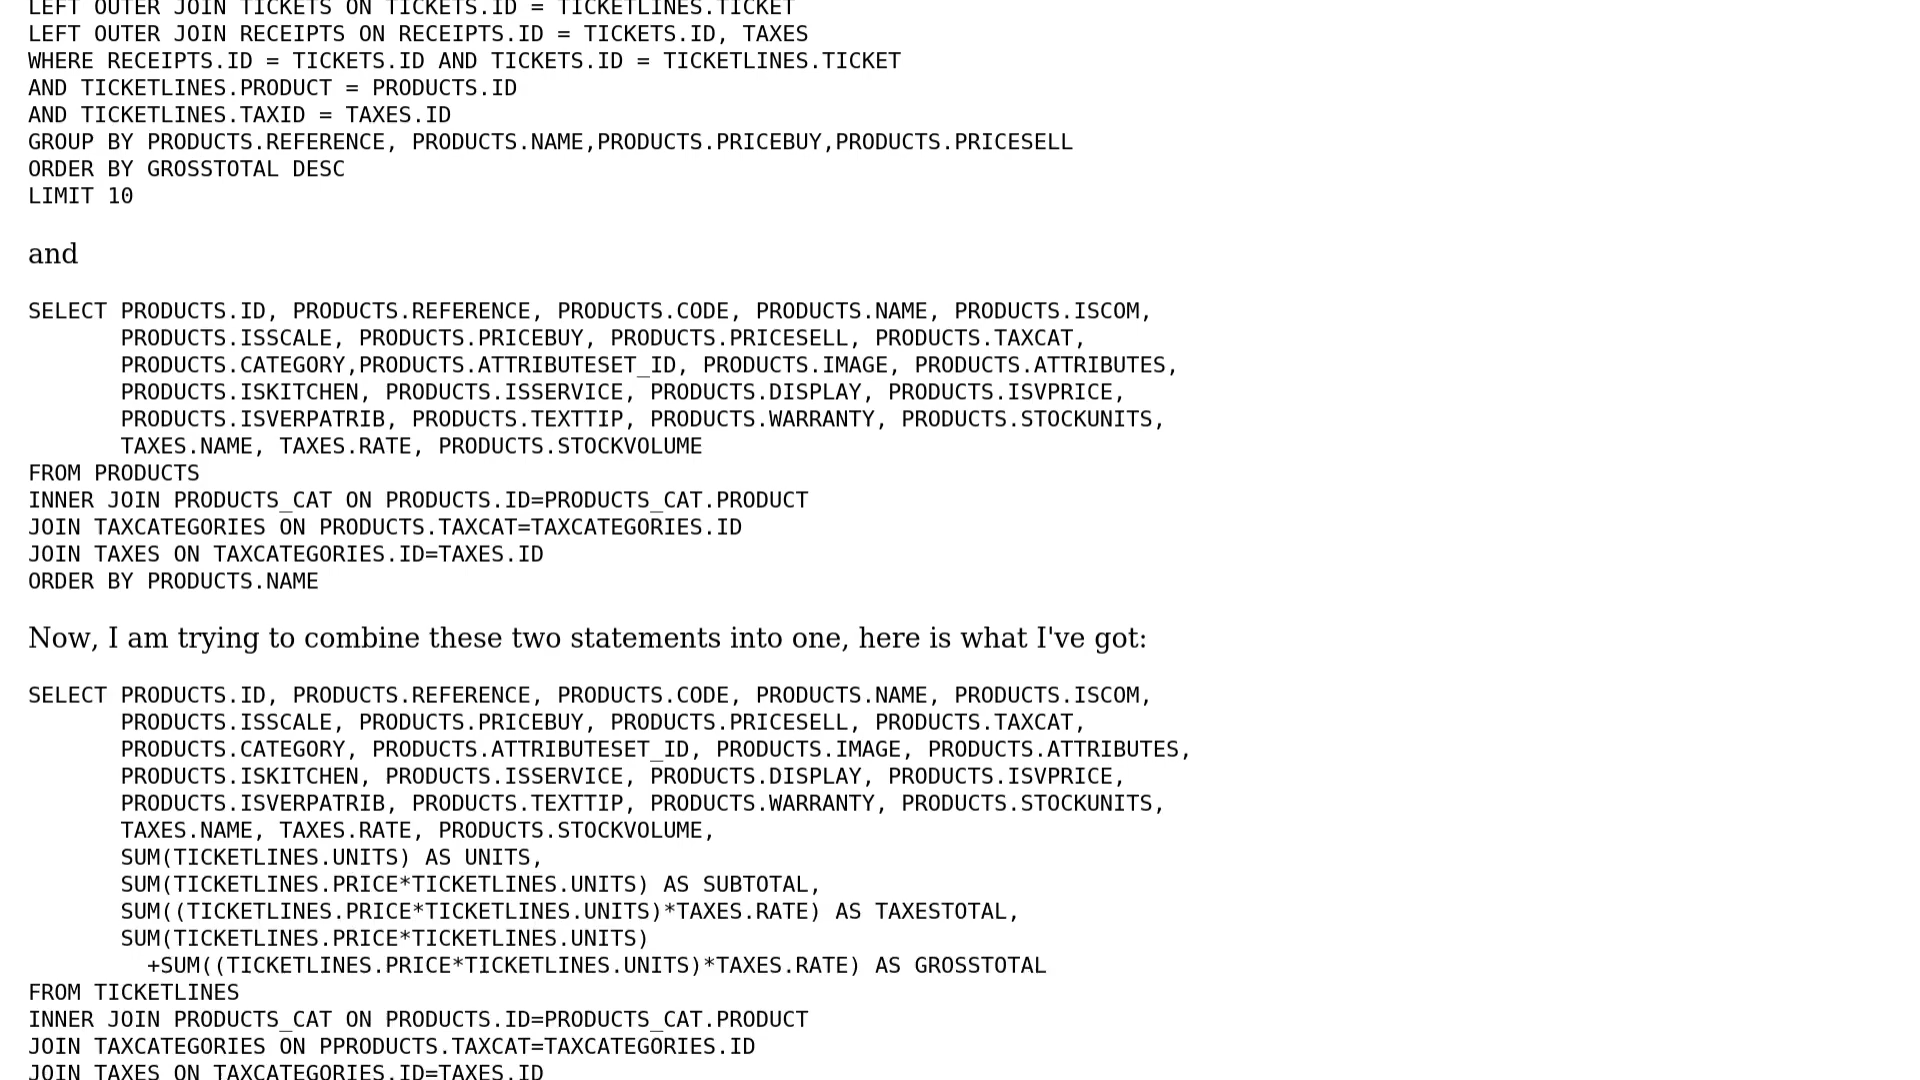 LEFT OUTER JOIN TICKETS ON TICKETS.ID = TICKETLINES.TICKET
LEFT OUTER JOIN RECEIPTS ON RECEIPTS.ID = TICKETS.ID, TAXES
WHERE RECEIPTS.ID = TICKETS.ID AND TICKETS.ID = TICKETLINES.TICKET
AND TICKETLINES.PRODUCT = PRODUCTS.ID
AND TICKETLINES.TAXID = TAXES.ID
GROUP BY PRODUCTS.REFERENCE, PRODUCTS.NAME,PRODUCTS.PRICEBUY,PRODUCTS.PRICESELL
ORDER BY GROSSTOTAL DESC
LIMIT 10
and
SELECT PRODUCTS.ID, PRODUCTS.REFERENCE, PRODUCTS.CODE, PRODUCTS.NAME, PRODUCTS.ISCOM,
PRODUCTS.ISSCALE, PRODUCTS.PRICEBUY, PRODUCTS.PRICESELL, PRODUCTS.TAXCAT,
PRODUCTS.CATEGORY,PRODUCTS.ATTRIBUTESET_ID, PRODUCTS.IMAGE, PRODUCTS.ATTRIBUTES,
PRODUCTS.ISKITCHEN, PRODUCTS.ISSERVICE, PRODUCTS.DISPLAY, PRODUCTS.ISVPRICE,
PRODUCTS.ISVERPATRIB, PRODUCTS.TEXTTIP, PRODUCTS.WARRANTY, PRODUCTS.STOCKUNITS,
TAXES.NAME, TAXES.RATE, PRODUCTS.STOCKVOLUME
FROM PRODUCTS
INNER JOIN PRODUCTS_CAT ON PRODUCTS.ID=PRODUCTS_CAT.PRODUCT
JOIN TAXCATEGORIES ON PRODUCTS.TAXCAT=TAXCATEGORIES.ID
JOIN TAXES ON TAXCATEGORIES.ID=TAXES.ID
ORDER BY PRODUCTS.NAME
Now, I am trying to combine these two statements into one, here is what I've got:
SELECT PRODUCTS.ID, PRODUCTS.REFERENCE, PRODUCTS.CODE, PRODUCTS.NAME, PRODUCTS.ISCOM,
PRODUCTS.ISSCALE, PRODUCTS.PRICEBUY, PRODUCTS.PRICESELL, PRODUCTS.TAXCAT,
PRODUCTS.CATEGORY, PRODUCTS.ATTRIBUTESET_ID, PRODUCTS.IMAGE, PRODUCTS.ATTRIBUTES,
PRODUCTS.ISKITCHEN, PRODUCTS.ISSERVICE, PRODUCTS.DISPLAY, PRODUCTS.ISVPRICE,
PRODUCTS.ISVERPATRIB, PRODUCTS.TEXTTIP, PRODUCTS.WARRANTY, PRODUCTS.STOCKUNITS,
TAXES.NAME, TAXES.RATE, PRODUCTS.STOCKVOLUME,
SUM(TICKETLINES.UNITS) AS UNITS,
SUM(TICKETLINES.PRICE*TICKETLINES.UNITS) AS SUBTOTAL,
SUM((TICKETLINES.PRICE*TICKETLINES.UNITS)*TAXES.RATE) AS TAXESTOTAL,
SUM(TICKETLINES.PRICE*TICKETLINES.UNITS)
+SUM((TICKETLINES.PRICE*TICKETLINES.UNITS)*TAXES.RATE) AS GROSSTOTAL
FROM TICKETLINES
INNER JOIN PRODUCTS_CAT ON PRODUCTS.ID=PRODUCTS_CAT.PRODUCT
JOIN TAXCATEGORIES ON PPRODUCTS.TAXCAT=TAXCATEGORIES.ID
JOIN TAXES ON TAXCATEGORIES.ID=TAXES.ID